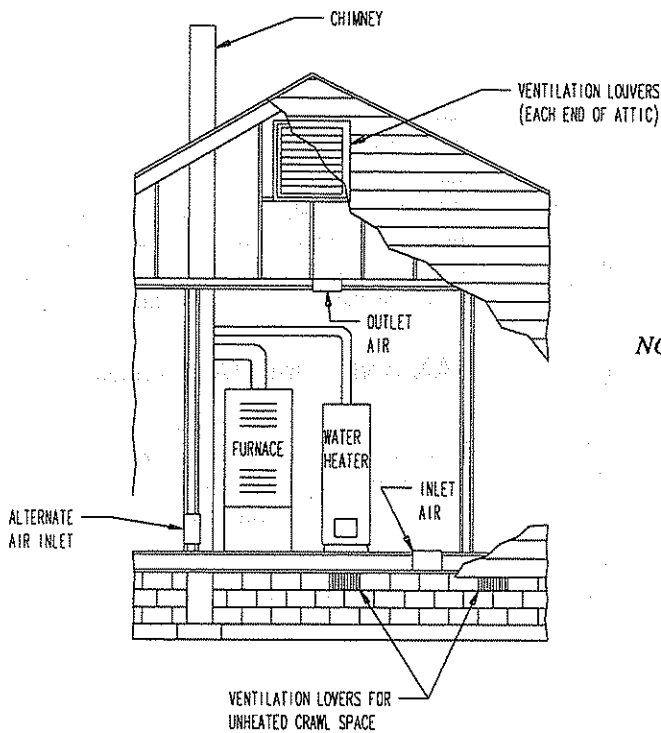 CHIMNEY
VENTILATION LOUVERS
(EACH END OF ATTIC)
OUTLET
AIR
FURNACE
WATER
HEATER
INLET
AIR
ALTERNATE
AIR INLET
VENTILATION LOVERS FOR
UNHEATED CRAWL SPACE